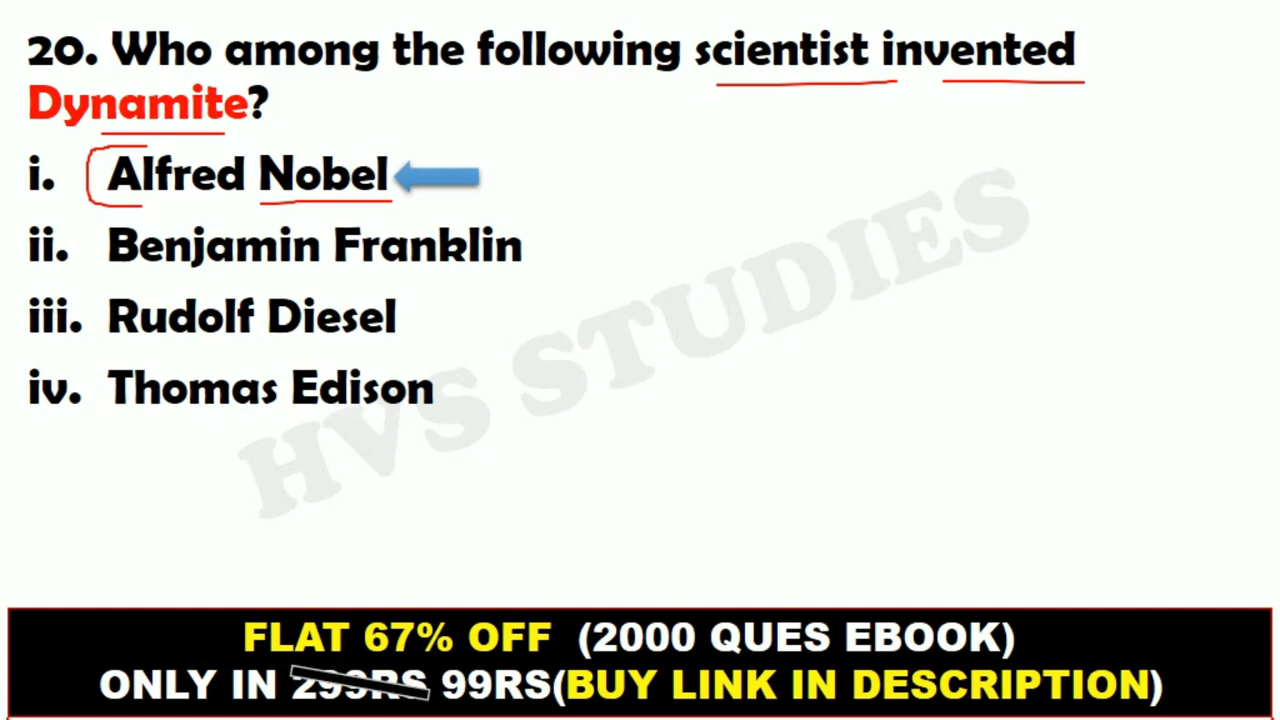 20. Who among the following scientist invented
Dynamite?
i. Alfred Nobel
ii. Benjamin Franklin
iii. Rudolf Diesel
iv. Thomas Edison
HVS STUDIES
FLAT 67% OFF (2000 QUES EBOOK)
ONLY IN 299RS 99RS(BUY LINK IN DESCRIPTION)